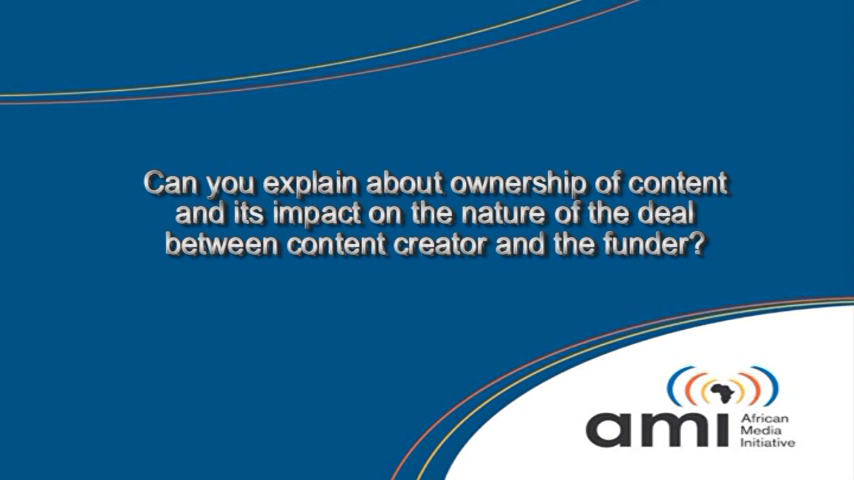 Can you explain about ownership of content
and its impact on the nature of the deal
between content creator and the funder?
ami
African
Media
Initiative